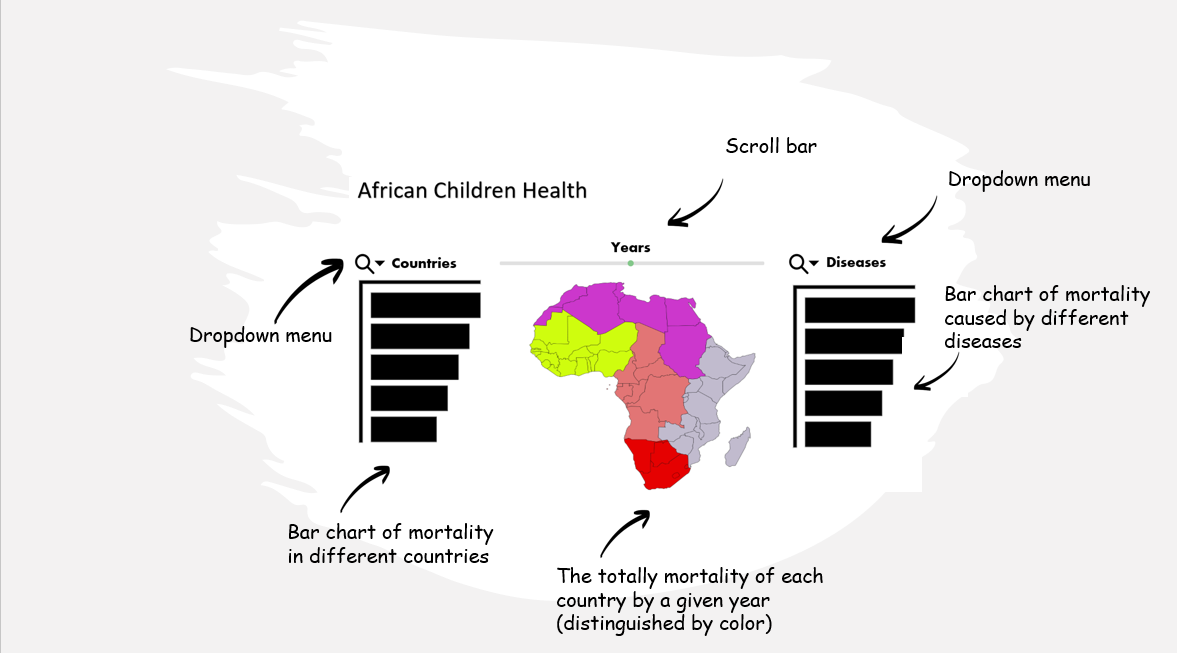 Scroll bar
Dropdown menu
African Children Health
Years
Countries
Diseases
Dropdown menu
Bar chart of mortality
caused by different
diseases
Bar chart of mortality
in different countries
The totally mortality of each
country by a given year
(distinguished by color)